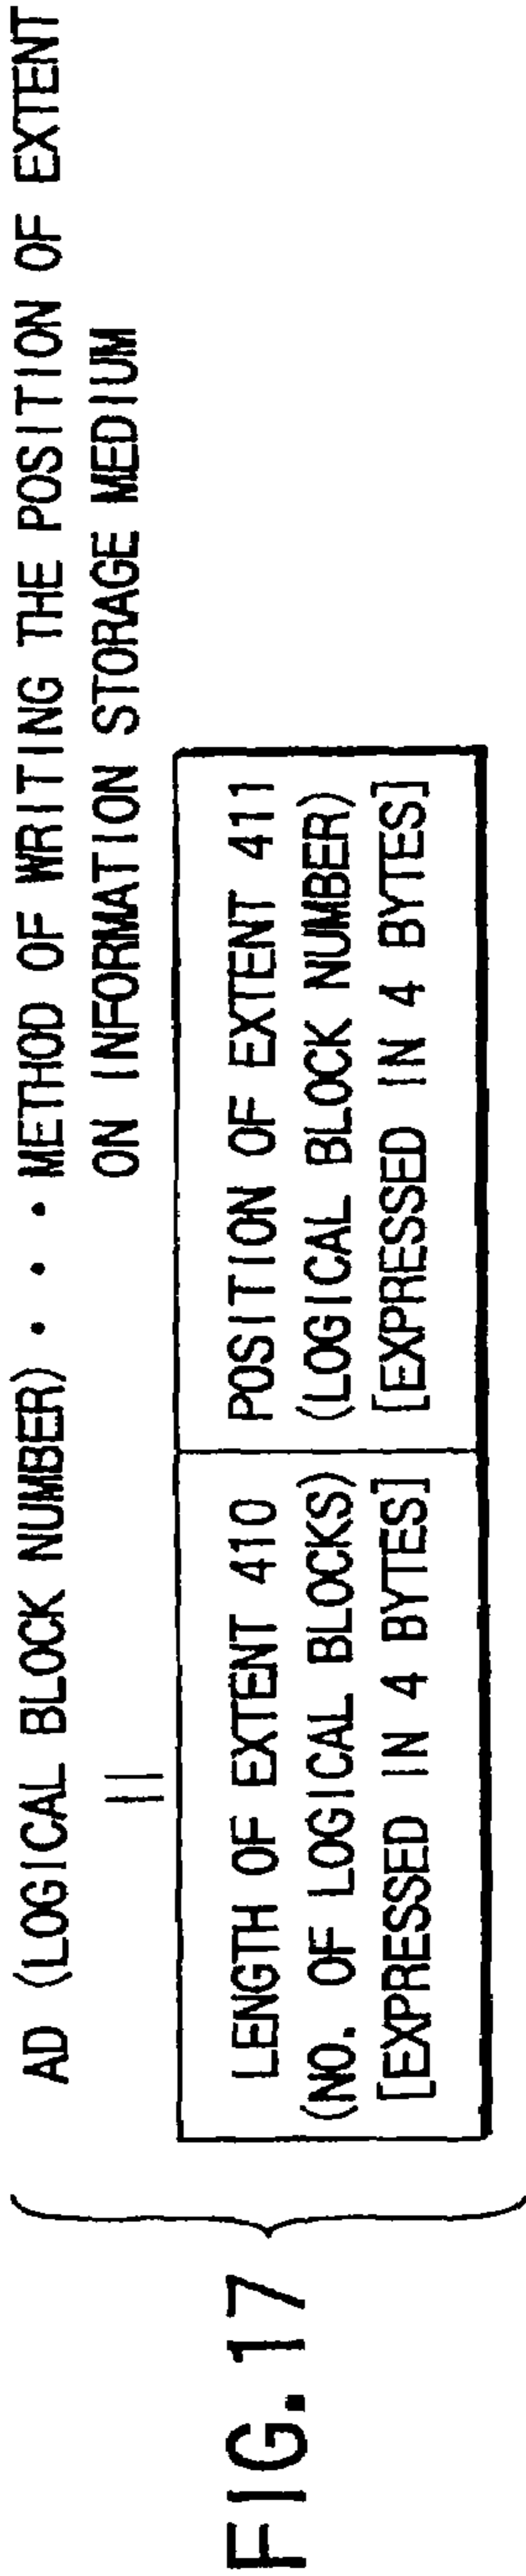 AD (LOGICAL BLOCK NUMBER) • • • METHOD OF WRITING THE POSITION OF EXTENT
ON INFORMATION STORAGE MEDIUM
||
LENGTH OF EXTENT 410
(NO. OF LOGICAL BLOCKS)
[EXPRESSED IN 4 BYTES]
POSITION OF EXTENT 411
(LOGICAL BLOCK NUMBER)
[EXPRESSED IN 4 BYTES]
FIG. 17